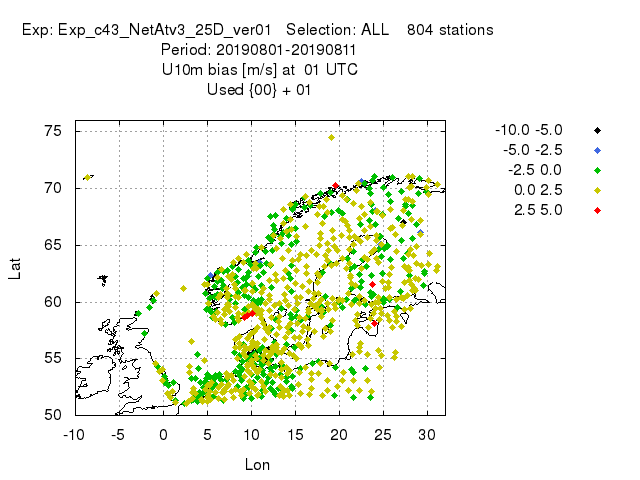 Exp: Exp_c43_NetAtv3_25D_ver01   Selection: ALL    804 stations
Period: 20190801-20190811
U10m bias [m/s] at  01 UTC
Used {00} + 01
-10.0 -5.0
-5.0 -2.5
-2.5 0.0
0.0 2.5
2.5 5.0
75
70
65
60
55
50
Lat
-10 -5 0 5 10 15 20 25 30
Lon